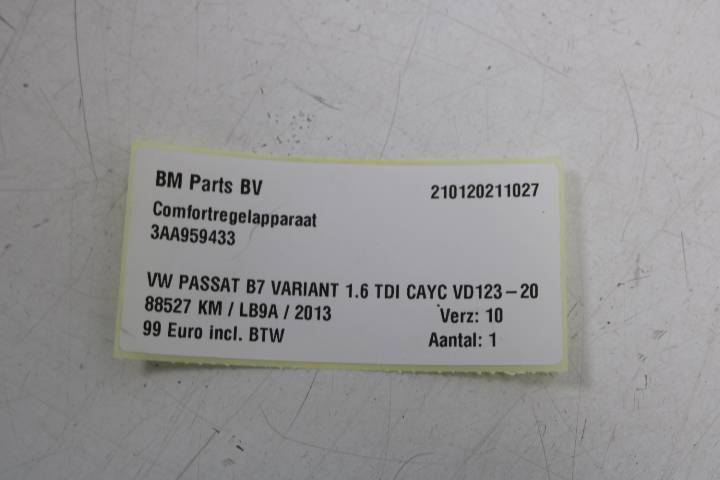 BM Parts BV 210120211027
Comfortregelapparaat
3AA959433
VW PASSAT B7 VARIANT 1.6 TDI CAYC VD123-20
88527 KM / LB9A / 2013 Verz: 10
99 Euro incl. BTW Aantal: 1